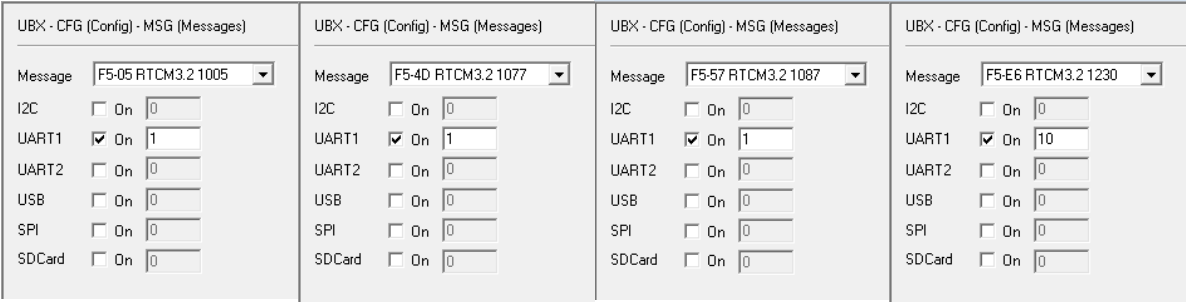 UBX - CFG (Config) - MSG (Messages)
Message F5-05 RTCM3.2 1005
I2C On 0
UART1 On 1
UART2 On 0
USB On 0
SPI On 0
SDCard On 0
UBX - CFG (Config) - MSG (Messages)
Message F5-4D RTCM3.2 1077
I2C On 0
UART1 On 1
UART2 On 0
USB On 0
SPI On 0
SDCard On 0
UBX - CFG (Config) - MSG (Messages)
Message F5-57 RTCM3.2 1087
I2C On 0
UART1 On 1
UART2 On 0
USB On 0
SPI On 0
SDCard On 0
UBX - CFG (Config) - MSG (Messages)
Message F5-E6 RTCM3.2 1230
I2C On 0
UART1 On 10
UART2 On 0
USB On 0
SPI On 0
SDCard On 0